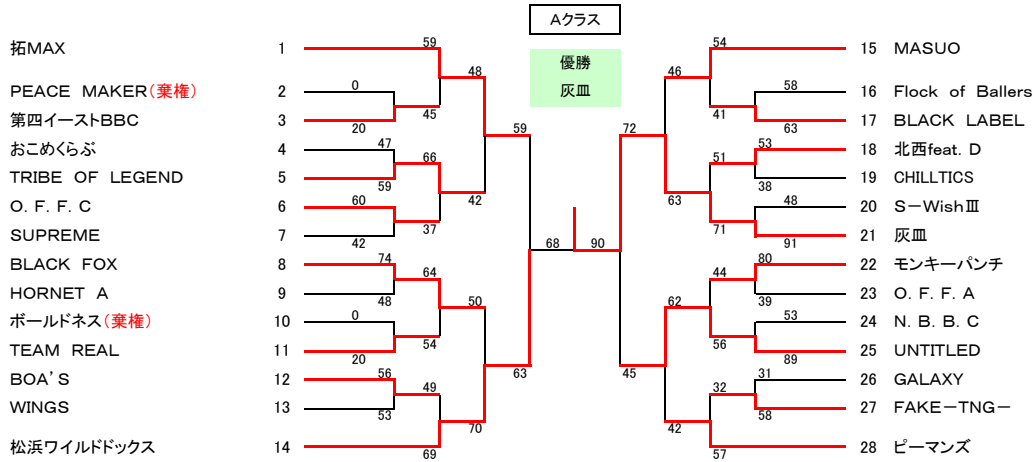 Aクラス
優勝
灰皿
拓MAX 1
PEACE MAKER(棄権) 2
第四イーストBBC 3
おこめくらぶ 4
TRIBE OF LEGEND 5
O．F．F．C 6
SUPREME 7
BLACK FOX 8
HORNET A 9
ボールドネス(棄権) 10
TEAM REAL 11
BOA'S 12
WINGS 13
松浜ワイルドドックス 14
59
0
45
20
47
66
59
60
37
42
74
64
48
0
54
20
56
49
53
69
48
42
50
70
59
63
68
90
72
45
46
63
62
42
54
58
41
63
53
51
38
48
71
91
80
44
39
53
56
89
31
32
58
57
15 MASUO
16 Flock of Ballers
17 BLACK LABEL
18 北西feat．D
19 CHILLTICS
20 S－WishⅢ
21 灰皿
22 モンキーパンチ
23 O．F．F．A
24 N．B．B．C
25 UNTITLED
26 GALAXY
27 FAKE－TNG－
28 ピーマンズ